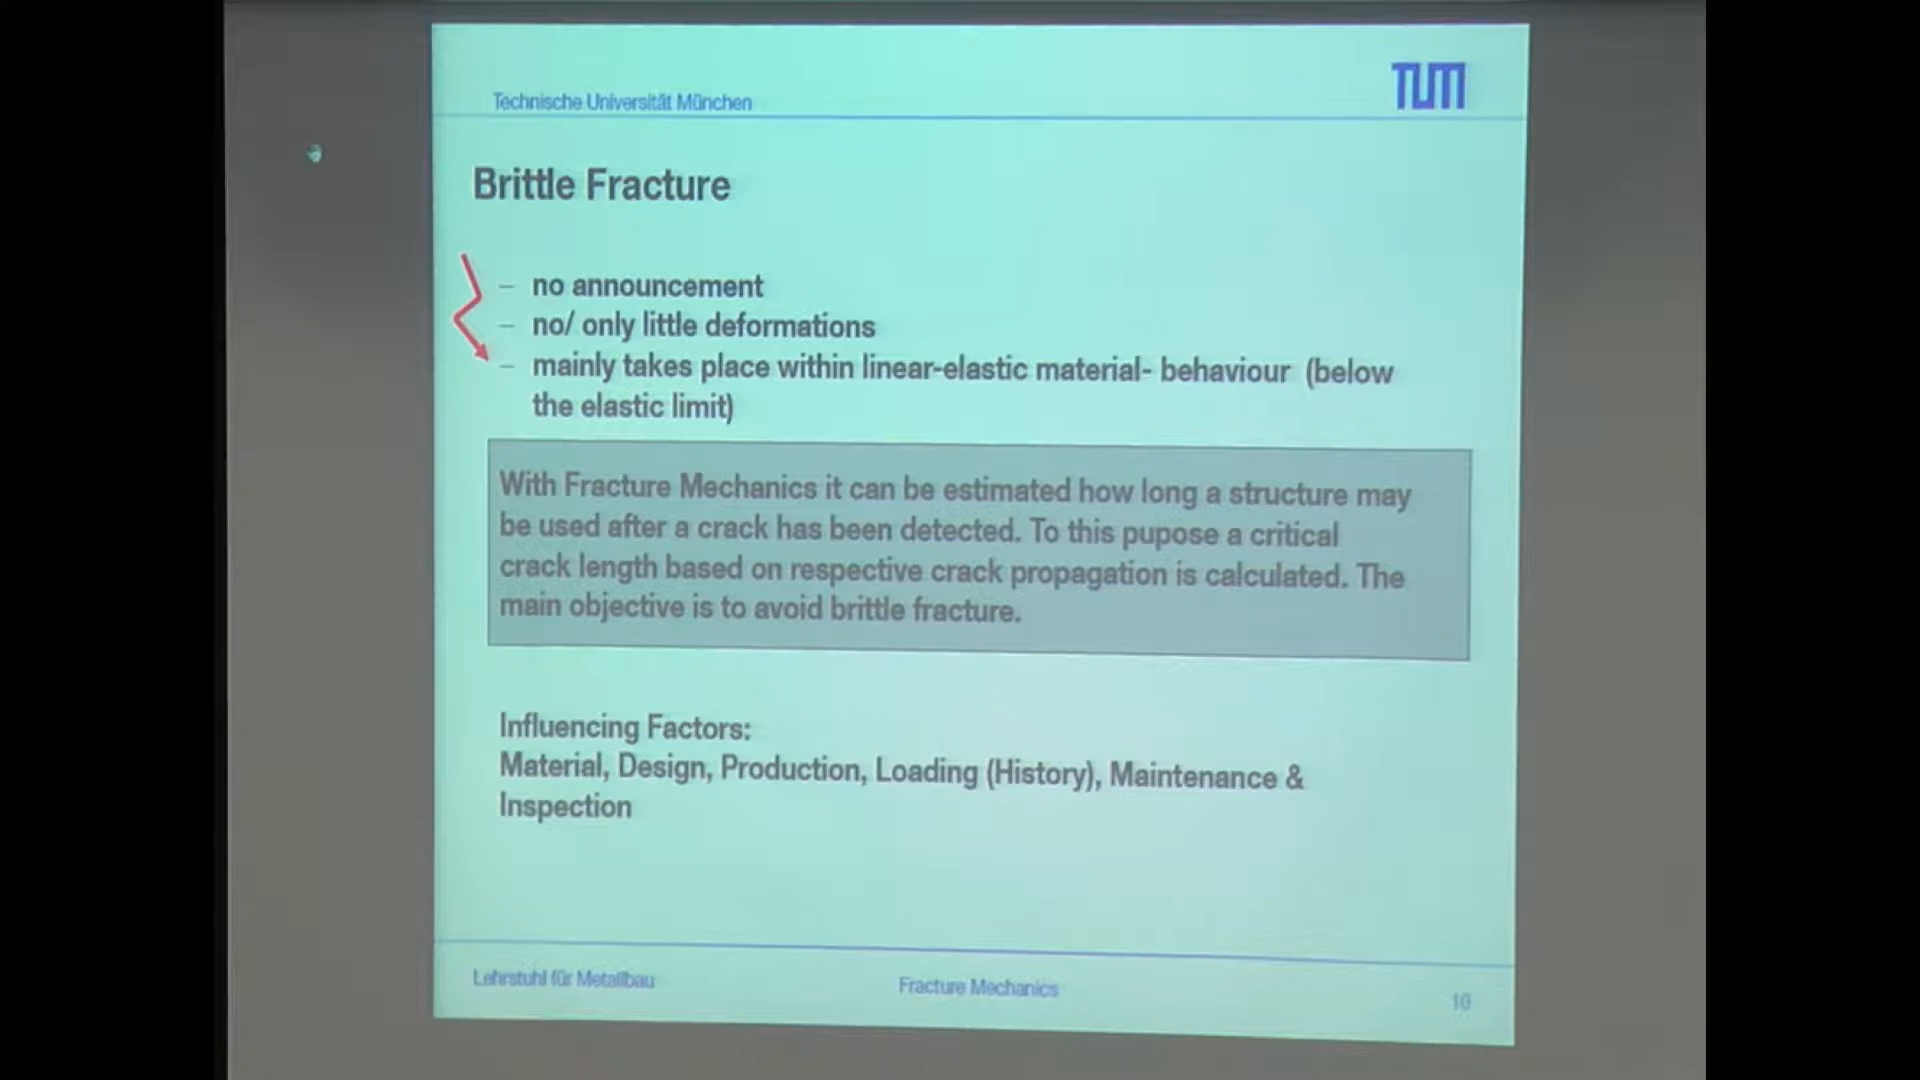 Technische Universität München
TUM
Brittle Fracture
– no announcement
– no/ only little deformations
– mainly takes place within linear-elastic material- behaviour (below
the elastic limit)
With Fracture Mechanics it can be estimated how long a structure may
be used after a crack has been detected. To this pupose a critical
crack length based on respective crack propagation is calculated. The
main objective is to avoid brittle fracture.
Influencing Factors:
Material, Design, Production, Loading (History), Maintenance &
Inspection
Lehrstuhl für Metallbau
Fracture Mechanics
10